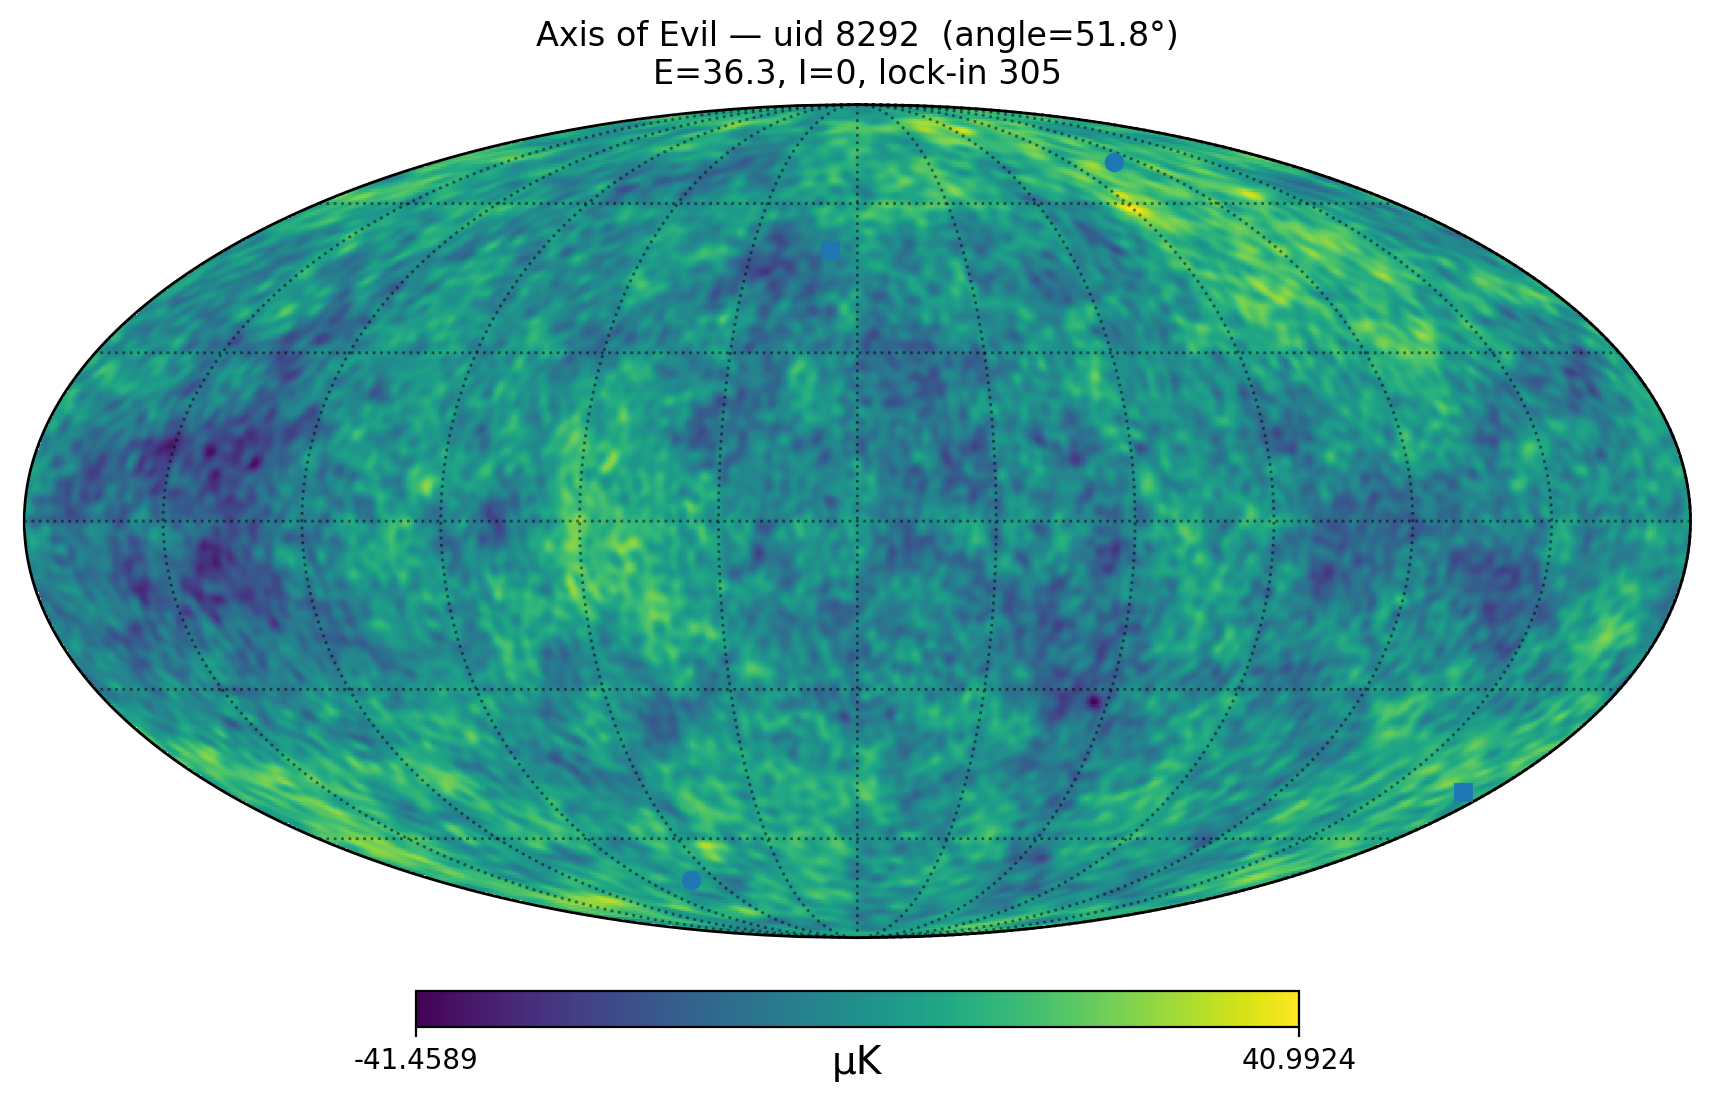 Axis of Evil — uid 8292  (angle=51.8°)
E=36.3, I=0, lock-in 305
-41.4589
μK
40.9924